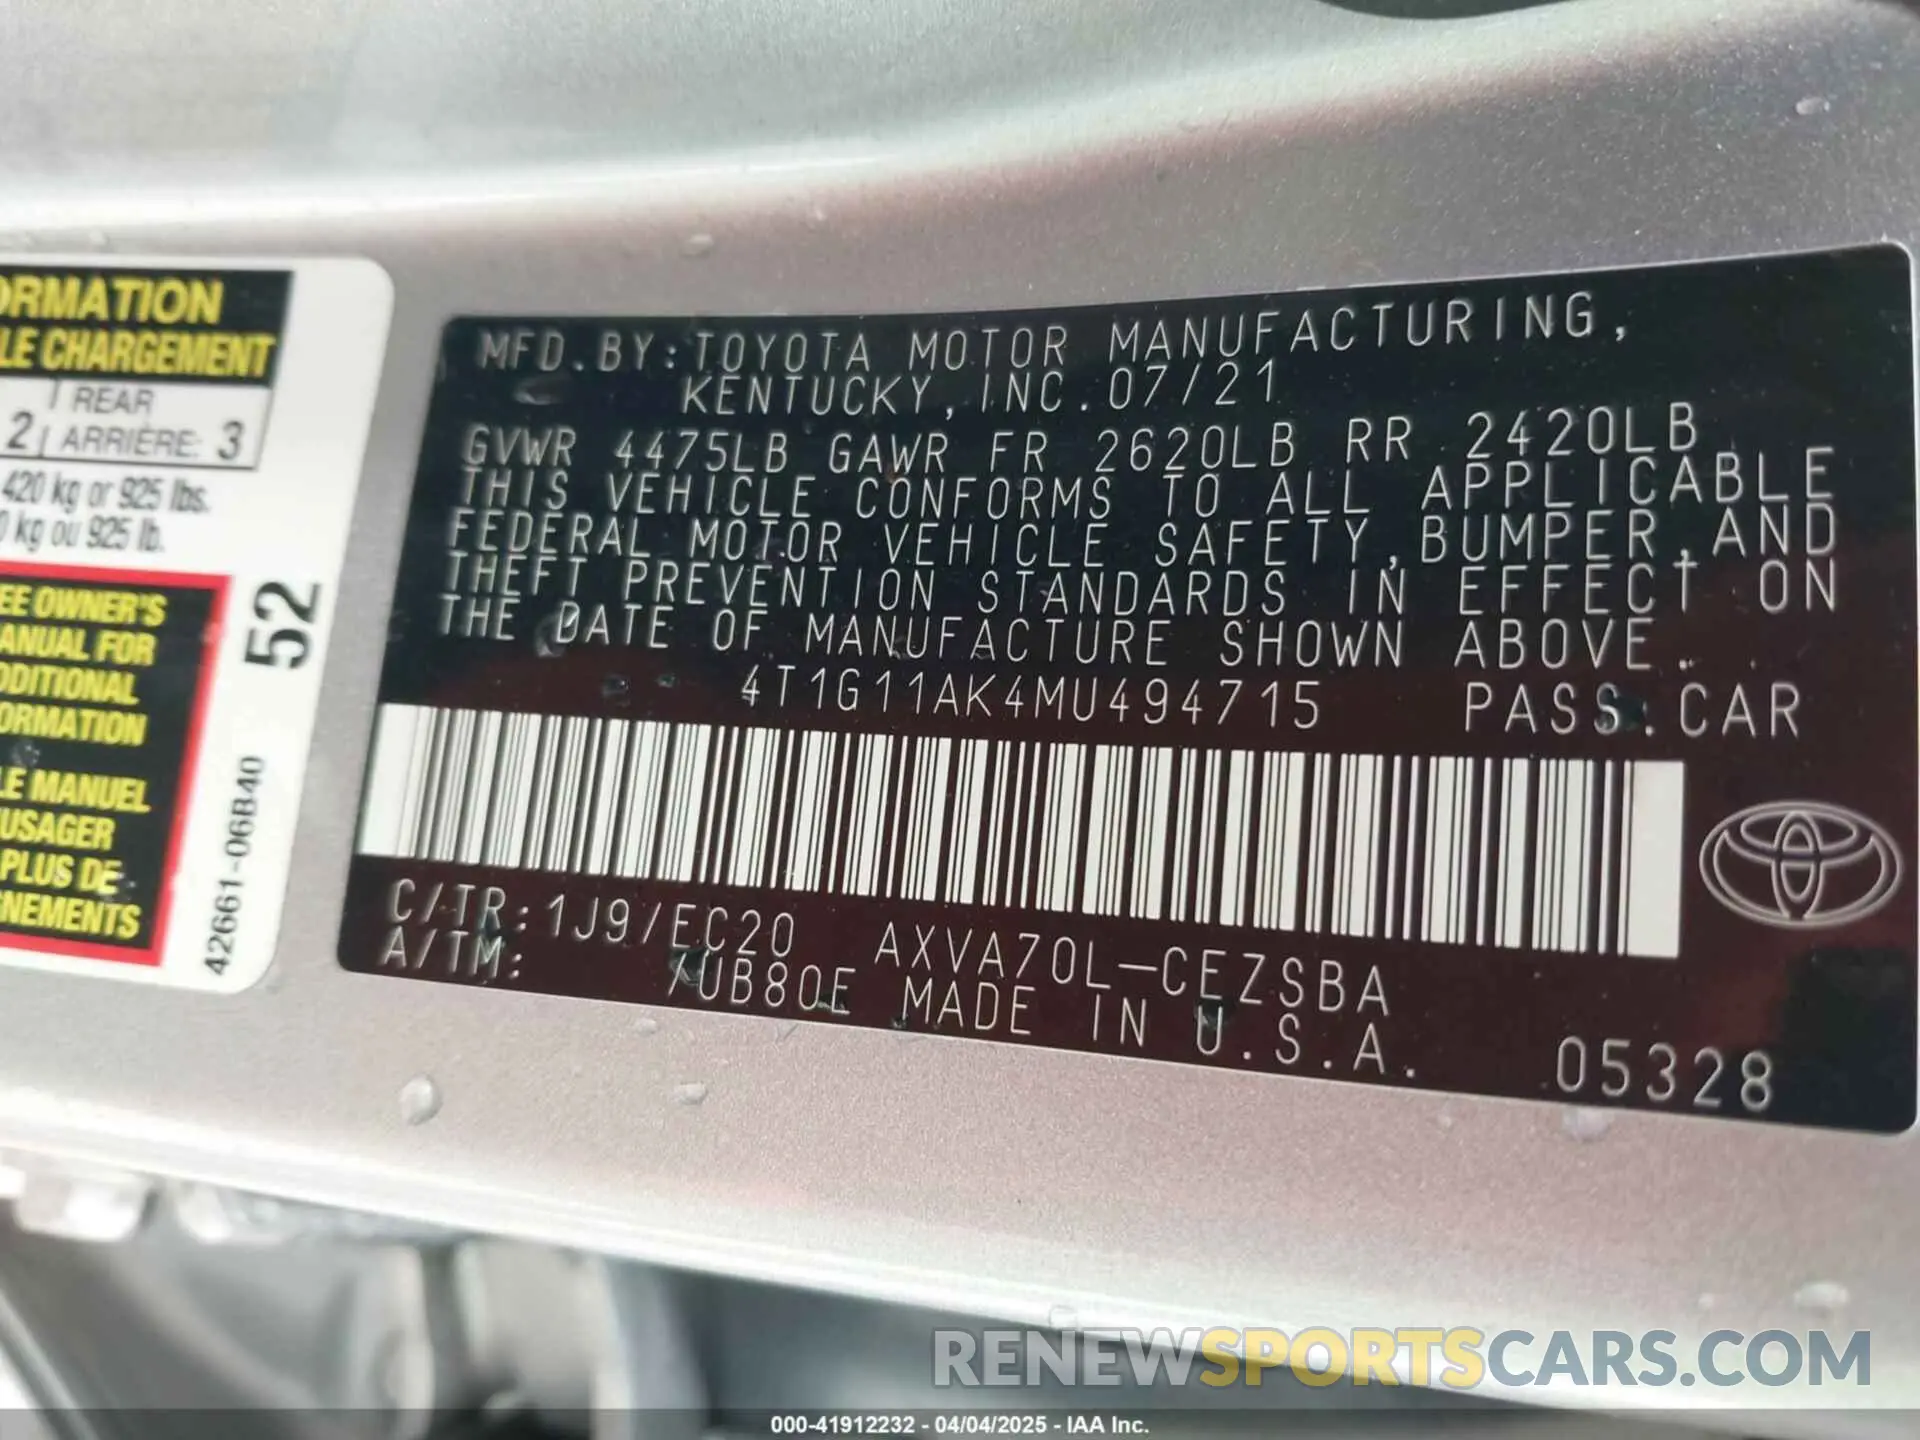 ORMATION
LE CHARGEMENT
REAR
2 ARRIÈRE: 3
420 kg or 925 lbs.
0 kg ou 925 lb.
EE OWNER'S
ANUAL FOR
DDITIONAL
ORMATION
LE MANUEL
USAGER
PLUS DE
GNEMENTS
52
42661-06B40
MFD.BY:TOYOTA MOTOR MANUFACTURING,
KENTUCKY,INC.07/21
GVWR 4475LB GAWR FR 2620LB RR 2420LB
THIS VEHICLE CONFORMS TO ALL APPLICABLE
FEDERAL MOTOR VEHICLE SAFETY,BUMPER,AND
THEFT PREVENTION STANDARDS IN EFFECT ON
THE DATE OF MANUFACTURE SHOWN ABOVE.
4T1G11AK4MU494715 PASS.CAR
C/TR:1J9/EC20 AXVA70L-CEZSBA
A/TM: /UB80E MADE IN U.S.A.
05328
RENEWSPORTSCARS.COM
000-41912232 - 04/04/2025 - IAA Inc.